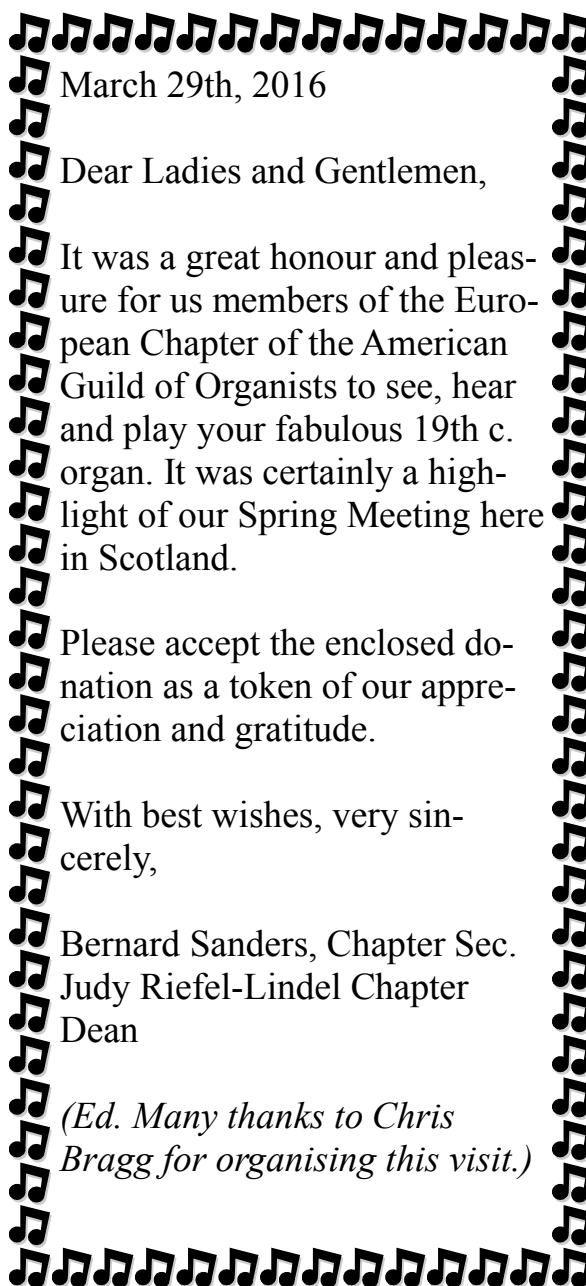 March 29th, 2016
Dear Ladies and Gentlemen,
It was a great honour and pleas-
ure for us members of the Euro-
pean Chapter of the American
Guild of Organists to see, hear
and play your fabulous 19th c.
organ. It was certainly a high-
light of our Spring Meeting here
in Scotland.
Please accept the enclosed do-
nation as a token of our appre-
ciation and gratitude.
With best wishes, very sin-
cerely,
Bernard Sanders, Chapter Sec.
Judy Riefel-Lindel Chapter
Dean
(Ed. Many thanks to Chris
Bragg for organising this visit.)